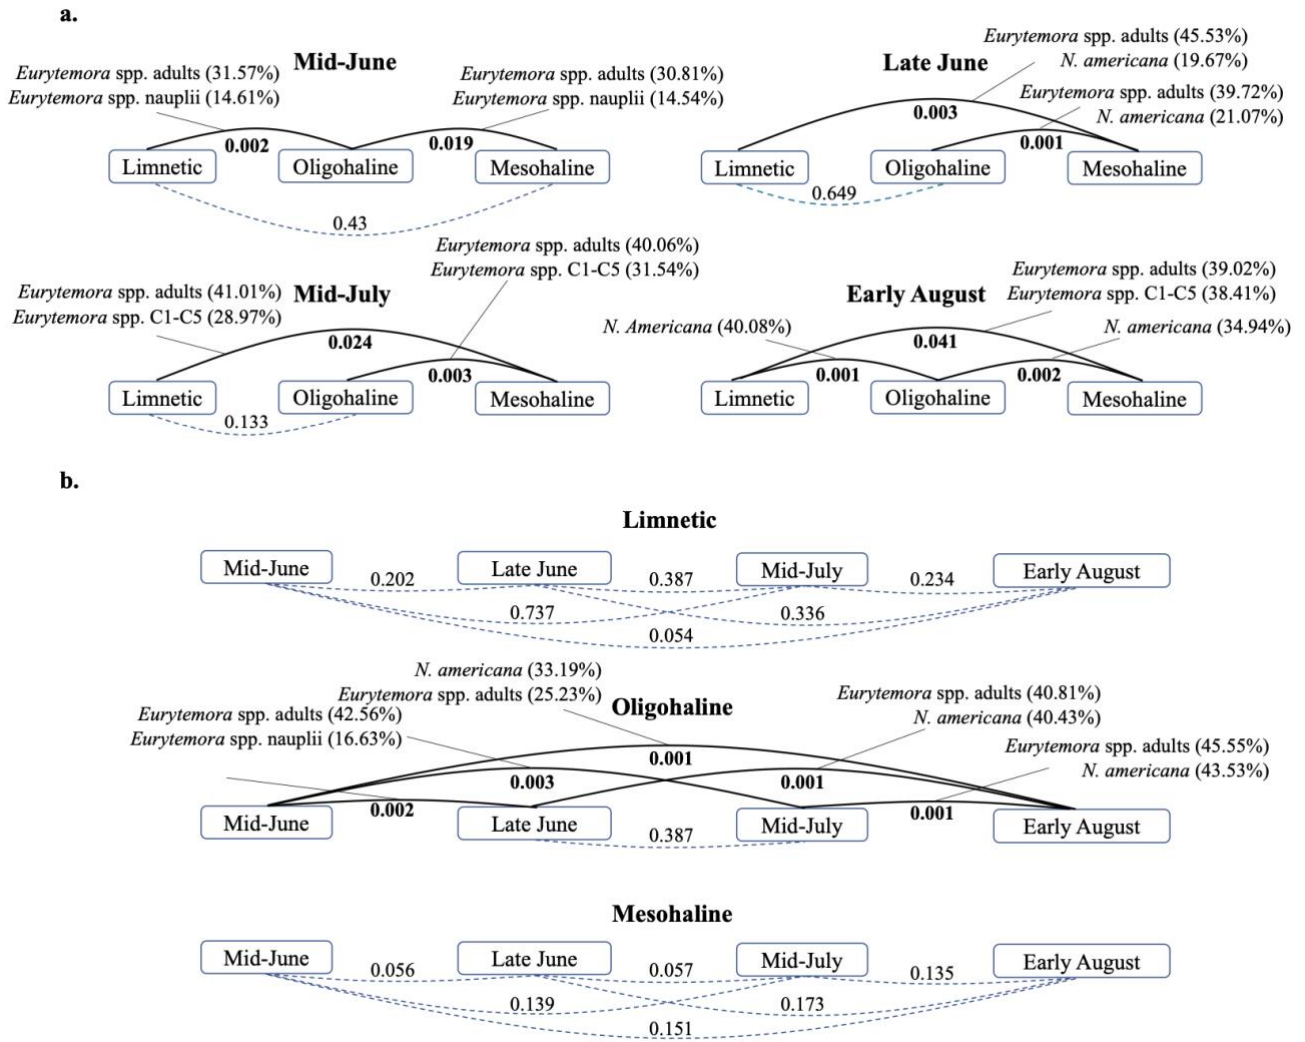 a.
Mid-June
Eurytemora spp. adults (31.57%)
Eurytemora spp. nauplii (14.61%)
Eurytemora spp. adults (30.81%)
Eurytemora spp. nauplii (14.54%)
0.002
0.019
Limnetic
Oligohaline
Mesohaline
0.43
Late June
Eurytemora spp. adults (45.53%)
N. americana (19.67%)
Eurytemora spp. adults (39.72%)
N. americana (21.07%)
0.003
0.001
Limnetic
Oligohaline
Mesohaline
0.649
Mid-July
Eurytemora spp. adults (40.06%)
Eurytemora spp. C1-C5 (31.54%)
Eurytemora spp. adults (41.01%)
Eurytemora spp. C1-C5 (28.97%)
0.024
0.003
Limnetic
Oligohaline
Mesohaline
0.133
Early August
Eurytemora spp. adults (39.02%)
Eurytemora spp. C1-C5 (38.41%)
N. Americana (40.08%)
N. americana (34.94%)
0.041
0.001
0.002
Limnetic
Oligohaline
Mesohaline
b.
Limnetic
Mid-June
Late June
Mid-July
Early August
0.202
0.387
0.234
0.737
0.336
0.054
Oligohaline
N. americana (33.19%)
Eurytemora spp. adults (25.23%)
Eurytemora spp. adults (42.56%)
Eurytemora spp. nauplii (16.63%)
Eurytemora spp. adults (40.81%)
N. americana (40.43%)
Eurytemora spp. adults (45.55%)
N. americana (43.53%)
0.001
0.003
0.001
0.002
0.001
Mid-June
Late June
Mid-July
Early August
0.387
Mesohaline
Mid-June
Late June
Mid-July
Early August
0.056
0.057
0.135
0.139
0.173
0.151